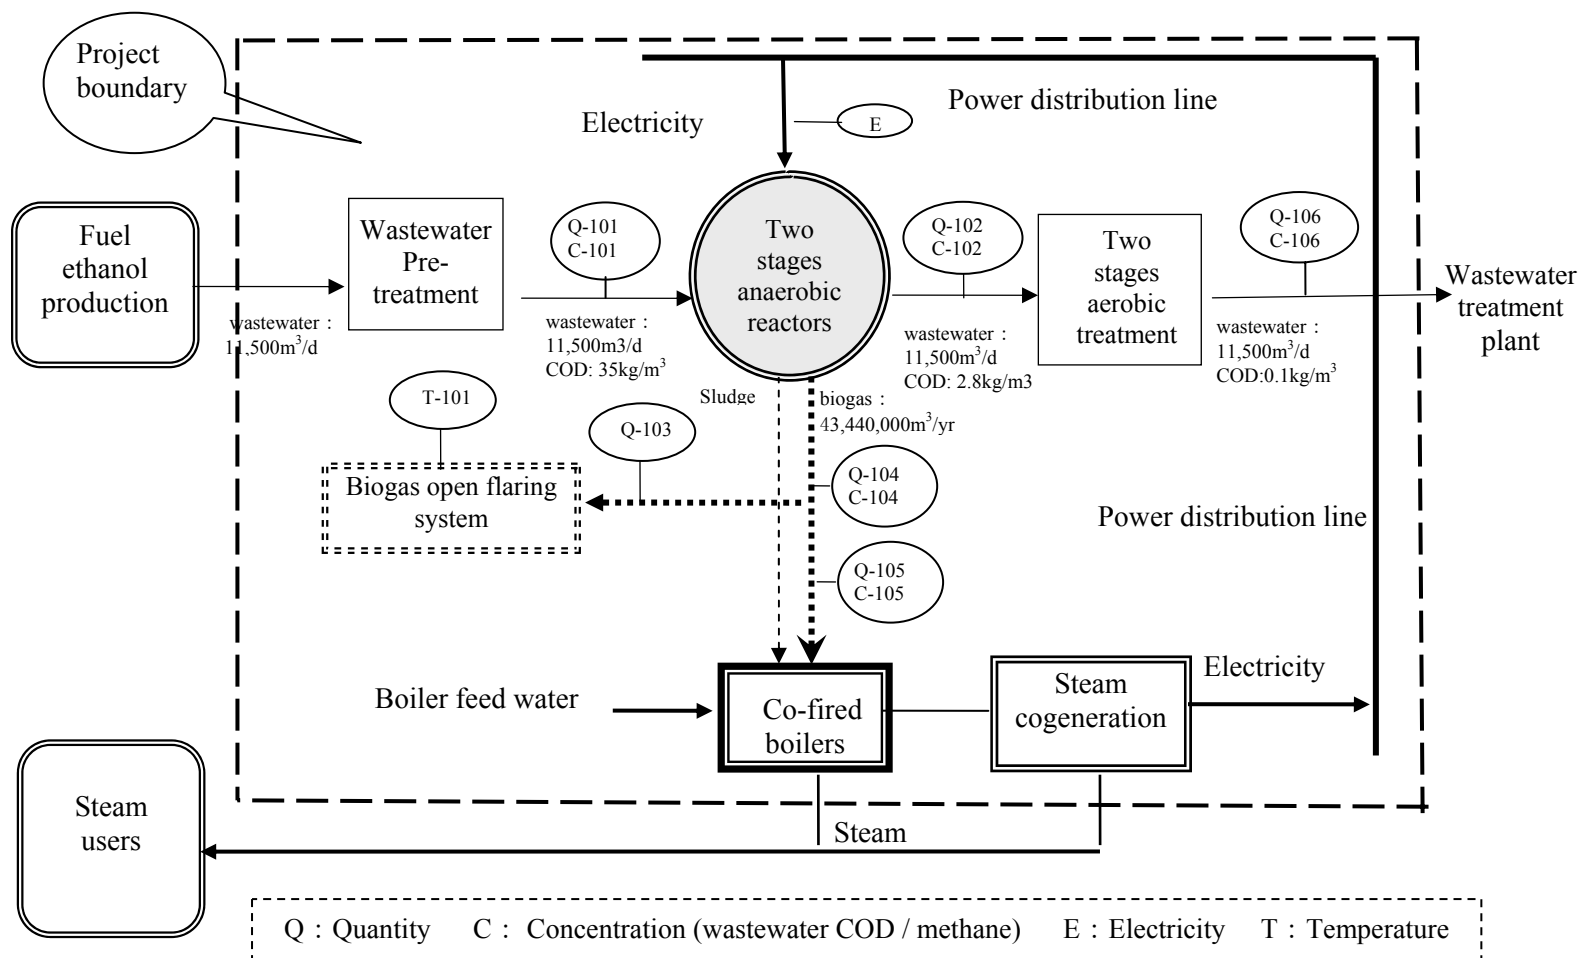 Project
boundary
Power distribution line
Electricity
E
Fuel
ethanol
production
Wastewater
Pre-
treatment
Q-101
C-101
Two
stages
anaerobic
reactors
Q-102
C-102
Two
stages
aerobic
treatment
Q-106
C-106
Wastewater
treatment
plant
wastewater：
11,500m³/d
wastewater：
11,500m3/d
COD: 35kg/m³
wastewater：
11,500m³/d
COD: 2.8kg/m3
wastewater：
11,500m³/d
COD:0.1kg/m³
T-101
Q-103
Sludge
biogas：
43,440,000m³/yr
Biogas open flaring
system
Q-104
C-104
Power distribution line
Q-105
C-105
Boiler feed water
Co-fired
boilers
Steam
cogeneration
Electricity
Steam
users
Steam
Q：Quantity C： Concentration (wastewater COD / methane) E：Electricity T：Temperature